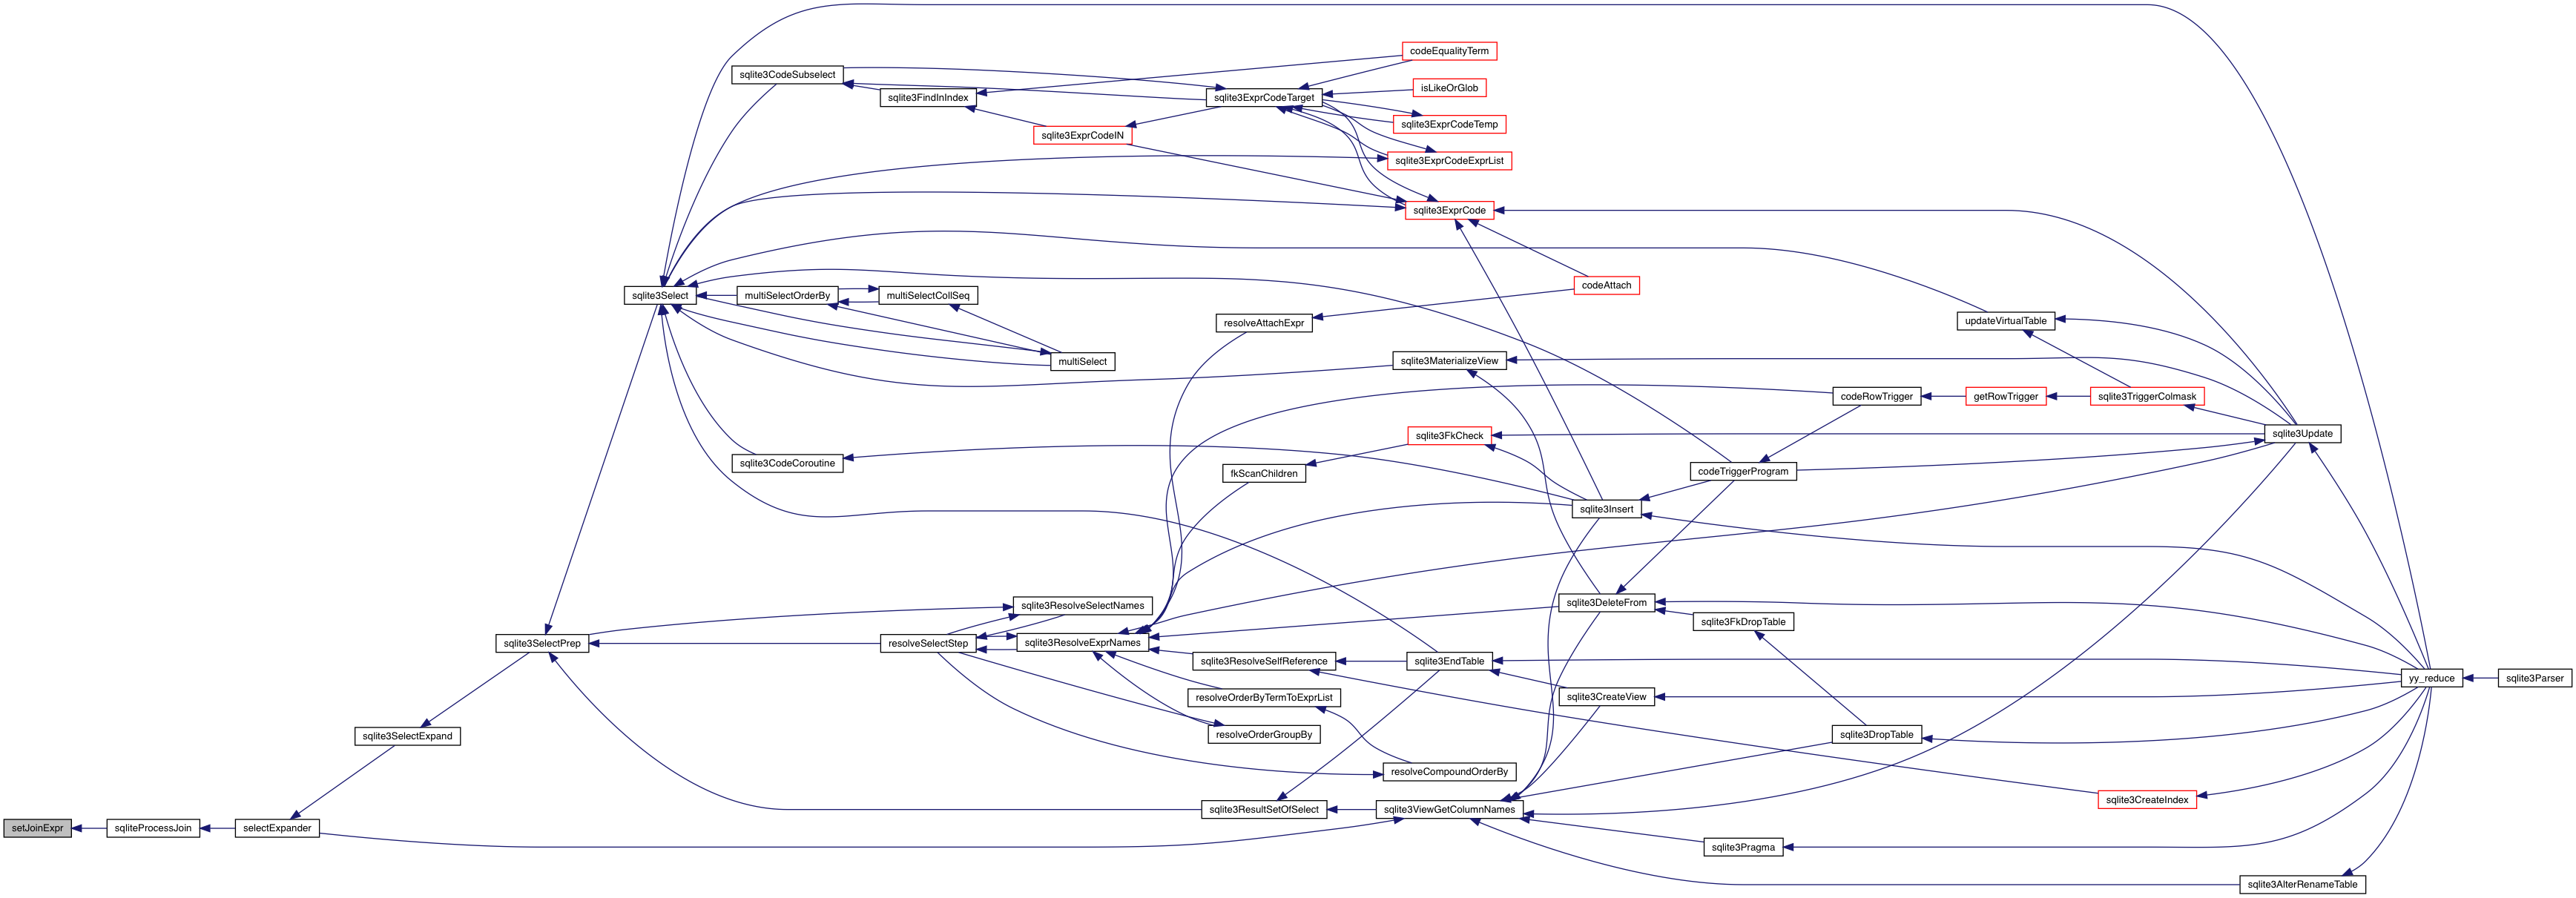 codeEqualityTerm
sqlite3CodeSubselect
isLikeOrGlob
sqlite3FindInIndex
sqlite3ExprCodeTarget
sqlite3ExprCodeTemp
sqlite3ExprCodeIN
sqlite3ExprCodeExprList
sqlite3ExprCode
codeAttach
sqlite3Select
multiSelectOrderBy
multiSelectCollSeq
resolveAttachExpr
updateVirtualTable
multiSelect
sqlite3MaterializeView
codeRowTrigger
getRowTrigger
sqlite3TriggerColmask
sqlite3FkCheck
sqlite3Update
sqlite3CodeCoroutine
fkScanChildren
codeTriggerProgram
sqlite3Insert
sqlite3ResolveSelectNames
sqlite3DeleteFrom
sqlite3FkDropTable
sqlite3SelectPrep
resolveSelectStep
sqlite3ResolveExprNames
sqlite3ResolveSelfReference
sqlite3EndTable
yy_reduce
sqlite3Parser
resolveOrderByTermToExprList
sqlite3CreateView
sqlite3SelectExpand
resolveOrderGroupBy
sqlite3DropTable
resolveCompoundOrderBy
sqlite3CreateIndex
sqlite3ResultSetOfSelect
sqlite3ViewGetColumnNames
setJoinExpr
sqliteProcessJoin
selectExpander
sqlite3Pragma
sqlite3AlterRenameTable